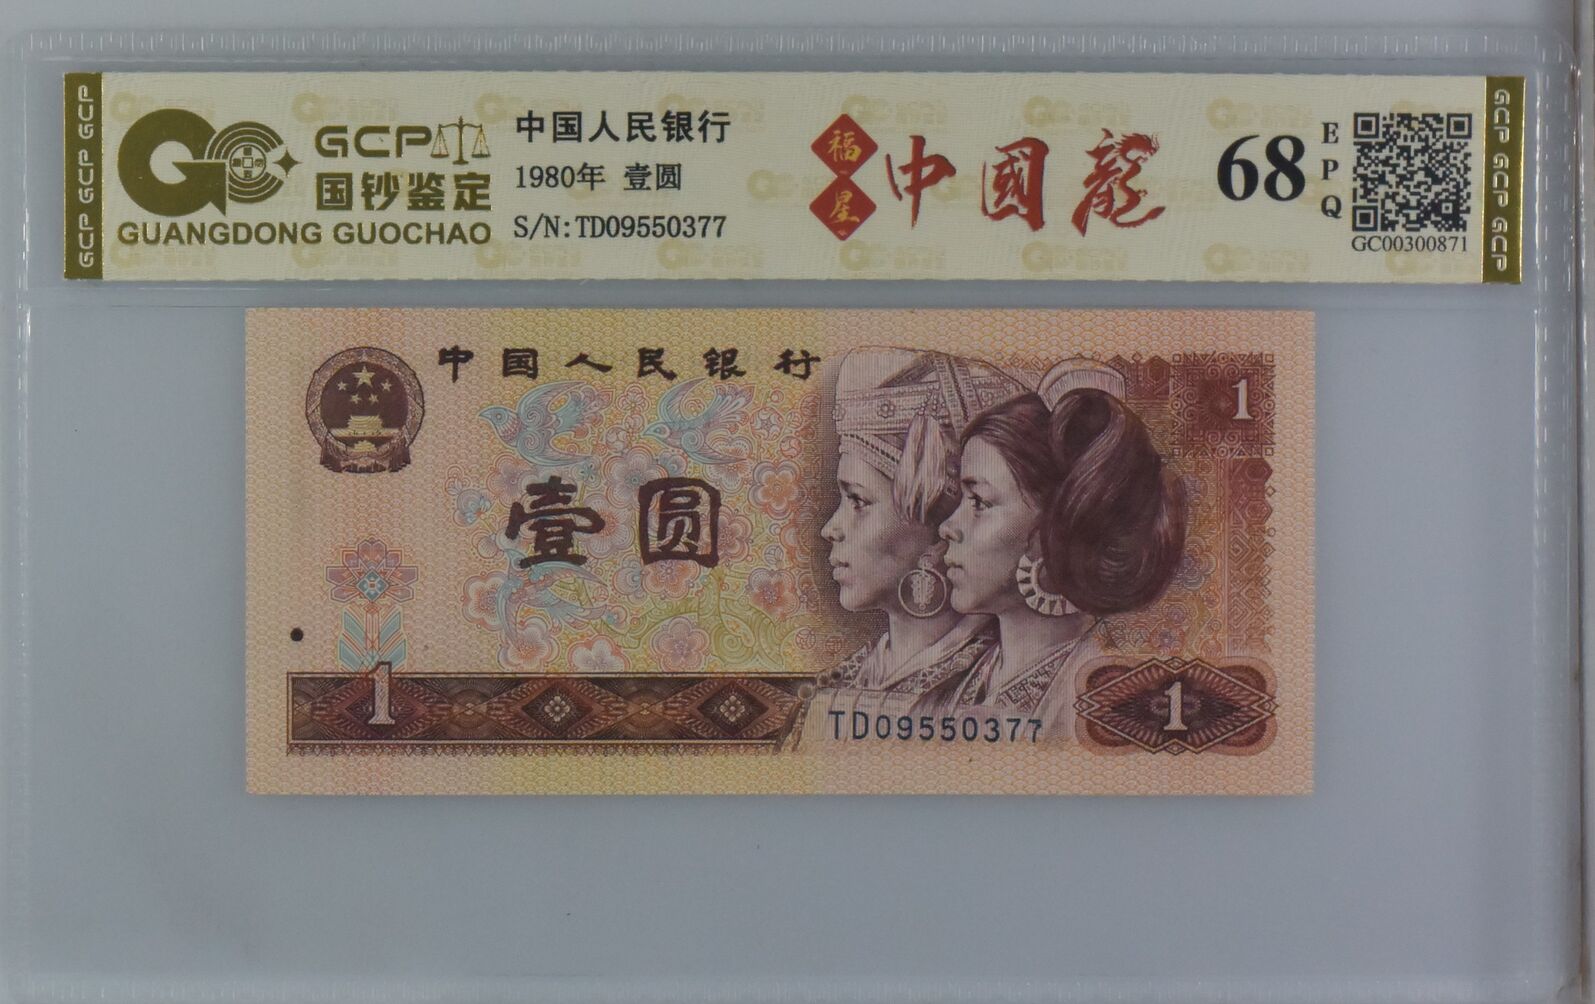 GCP GCP GCP
GCP
国钞鉴定
GUANGDONG GUOCHAO
中国人民银行
1980年 壹圆
S/N:TD09550377
福
星
中國龍
68
EPQ
GC00300871
GCP GCP GCP
中国人民银行
1
壹圆
1
TD09550377
1